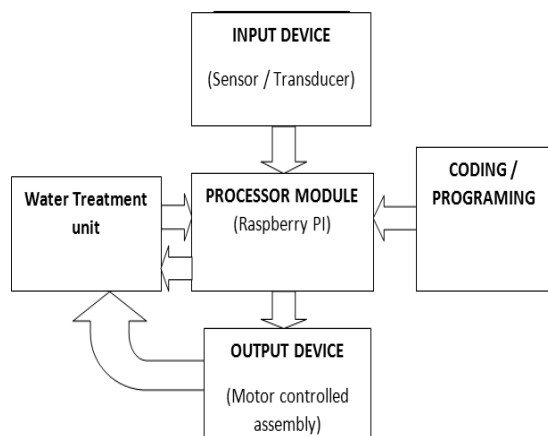 INPUT DEVICE
(Sensor / Transducer)
CODING /
PROGRAMING
Water Treatment
unit
PROCESSOR MODULE
(Raspberry PI)
OUTPUT DEVICE
(Motor controlled
assembly)